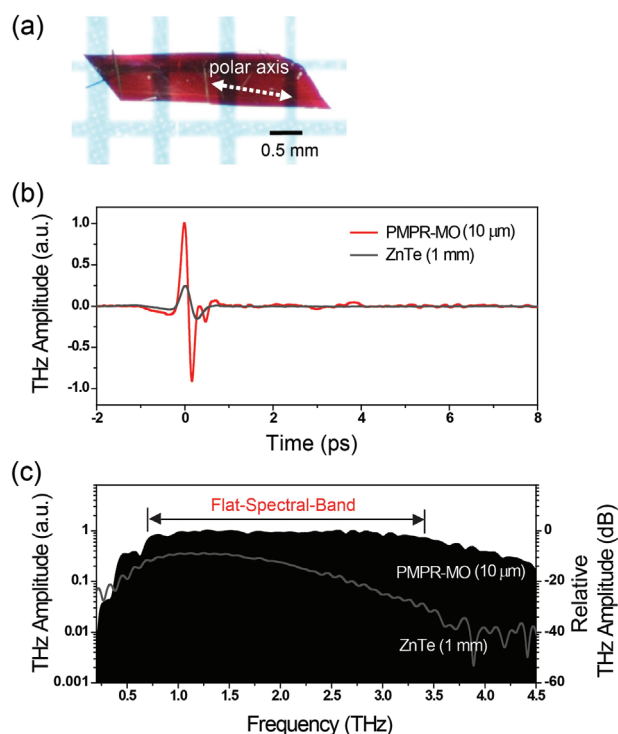 (a)
polar axis
0.5 mm
(b)
THz Amplitude (a.u.)
1.0
0.5
0.0
-0.5
-1.0
PMPR-MO (10 μm)
ZnTe (1 mm)
-2 0 2 4 6 8
Time (ps)
(c)
THz Amplitude (a.u.)
1
0.1
0.01
0.001
Flat-Spectral-Band
PMPR-MO (10 μm)
ZnTe (1 mm)
0
-20
-40
-60
Relative
THz Amplitude (dB)
0.5 1.0 1.5 2.0 2.5 3.0 3.5 4.0 4.5
Frequency (THz)